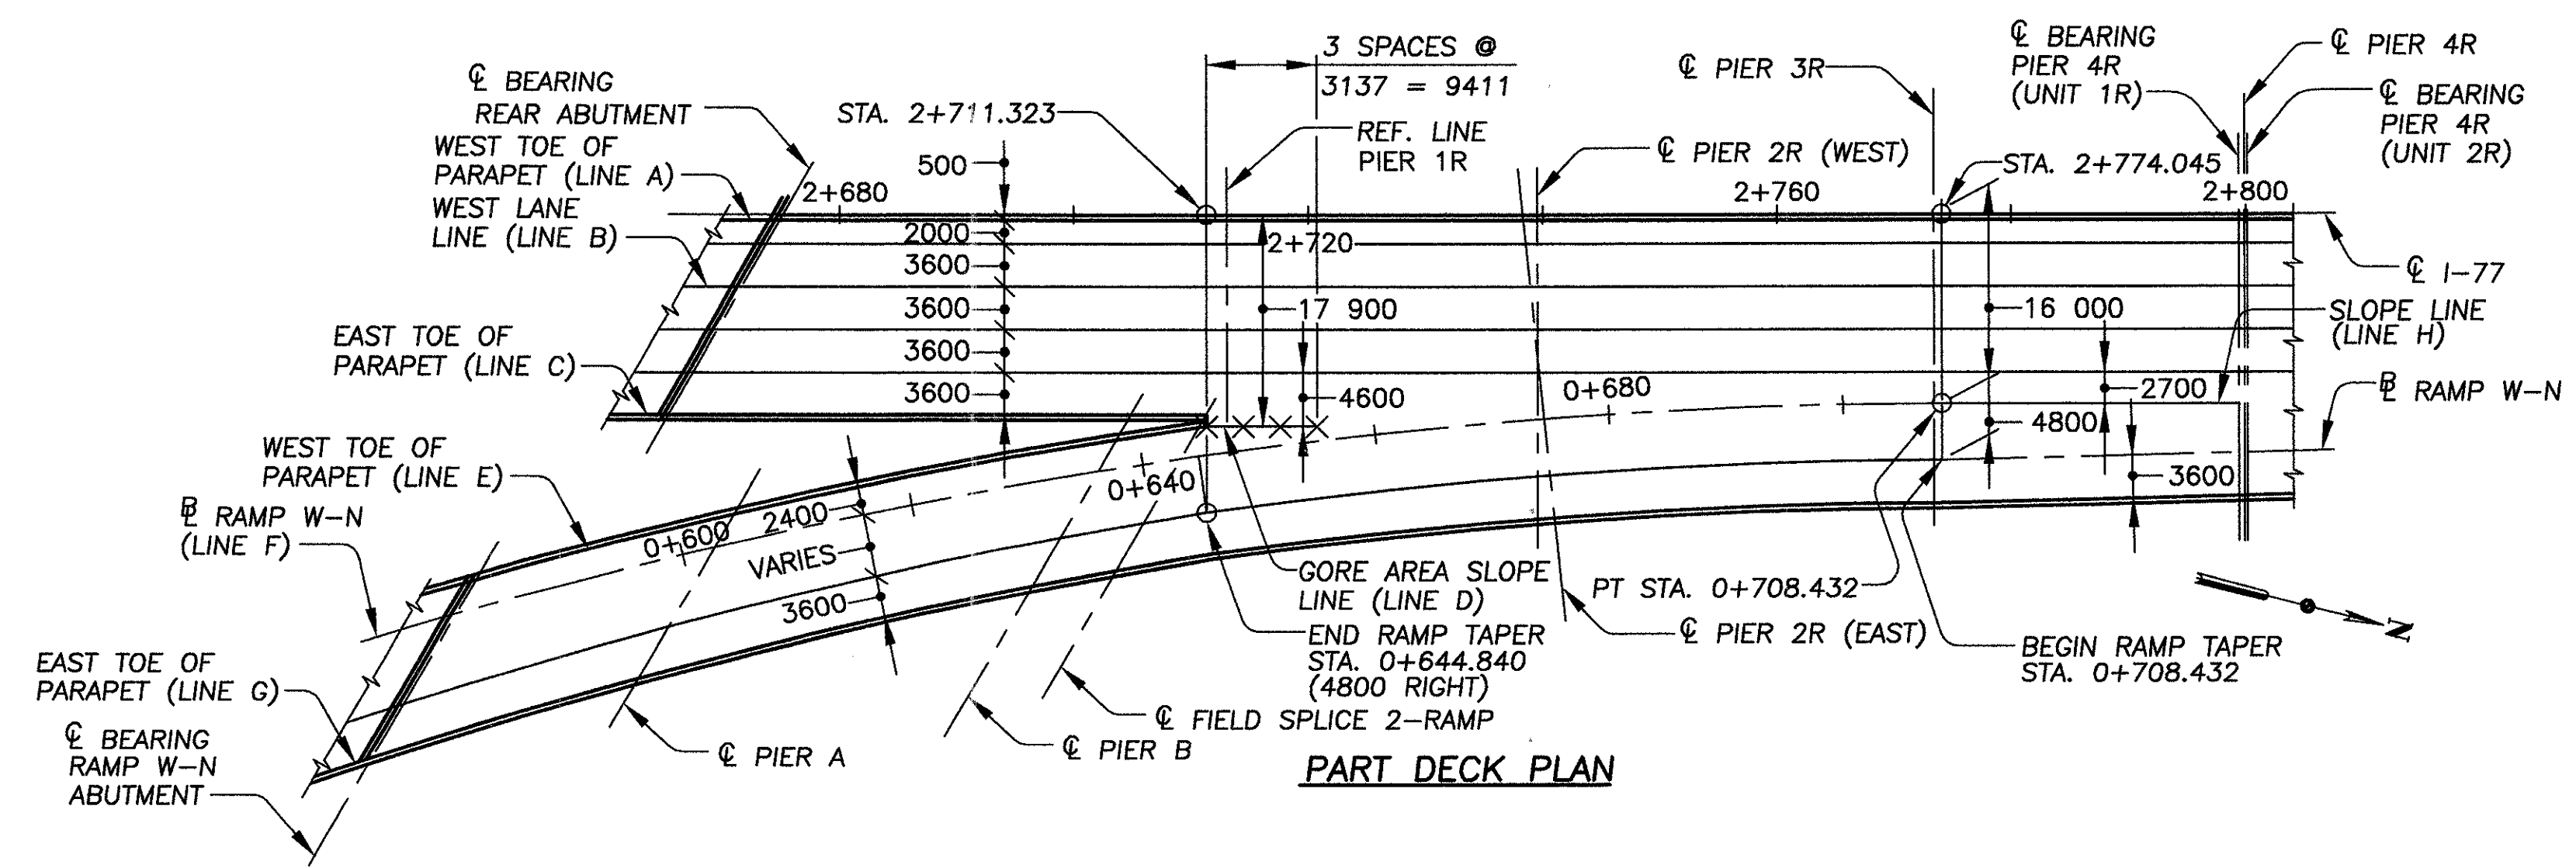 3 SPACES @
3137 = 9411
℄ BEARING
REAR ABUTMENT
STA. 2+711.323
WEST TOE OF
PARAPET (LINE A)
WEST LANE
LINE (LINE B)
2+680
500
REF. LINE
PIER 1R
℄ PIER 3R
℄ PIER 2R (WEST)
℄ BEARING
PIER 4R
(UNIT 1R)
℄ PIER 4R
℄ BEARING
PIER 4R
(UNIT 2R)
STA. 2+774.045
2+760
2+800
2000
3600
3600
3600
3600
2+720
17 900
4600
16 000
℄ I-77
SLOPE LINE
(LINE H)
EAST TOE OF
PARAPET (LINE C)
0+680
2700
4800
B̲L RAMP W-N
3600
WEST TOE OF
PARAPET (LINE E)
B̲L RAMP W-N
(LINE F)
0+600
2400
VARIES
3600
0+640
GORE AREA SLOPE
LINE (LINE D)
PT STA. 0+708.432
END RAMP TAPER
STA. 0+644.840
(4800 RIGHT)
℄ PIER 2R (EAST)
BEGIN RAMP TAPER
STA. 0+708.432
N
EAST TOE OF
PARAPET (LINE G)
℄ BEARING
RAMP W-N
ABUTMENT
℄ PIER A
℄ PIER B
℄ FIELD SPLICE 2-RAMP
PART DECK PLAN